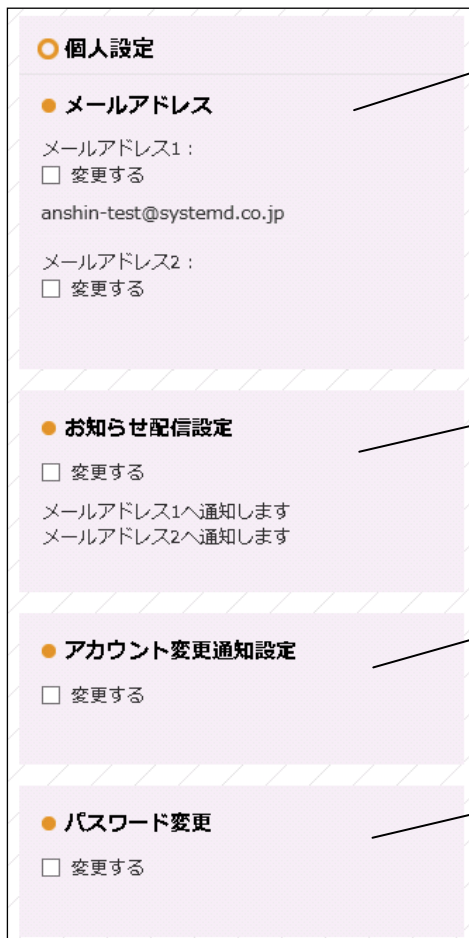 個人設定
メールアドレス
メールアドレス1：
変更する
anshin-test@systemd.co.jp
メールアドレス2：
変更する
お知らせ配信設定
変更する
メールアドレス1へ通知します
メールアドレス2へ通知します
アカウント変更通知設定
変更する
パスワード変更
変更する